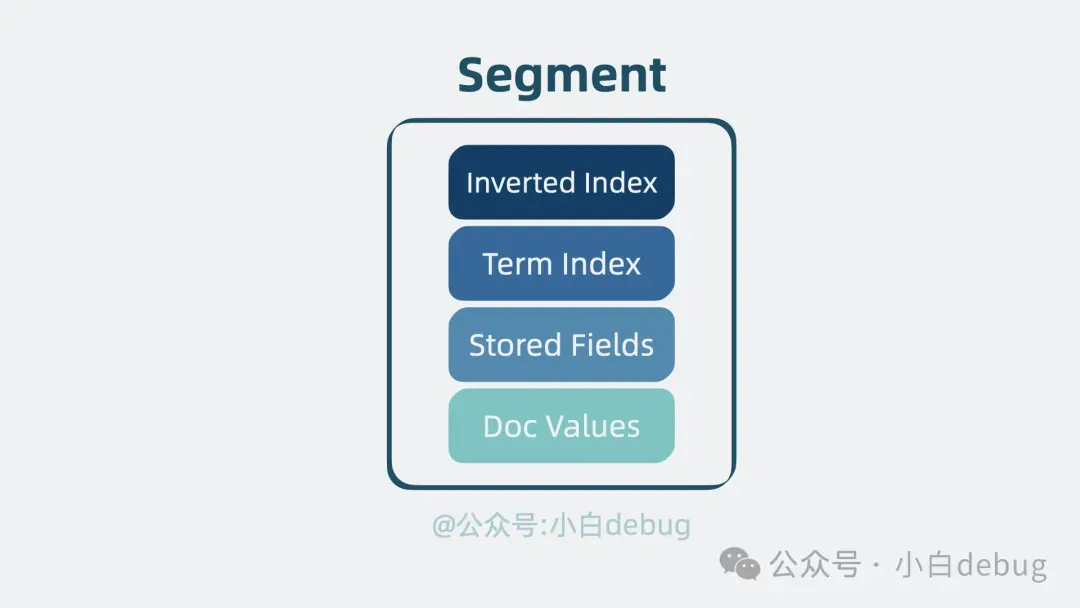 Segment
Inverted Index
Term Index
Stored Fields
Doc Values
@公众号:小白debug
公众号 · 小白debug